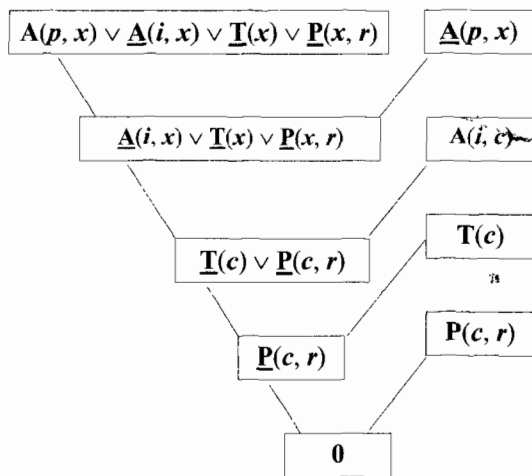 A(p, x) ∨ A̲(i, x) ∨ T̲(x) ∨ P̲(x, r) A̲(p, x)
A̲(i, x) ∨ T̲(x) ∨ P̲(x, r) A(i, c)
T(c)
T̲(c) ∨ P̲(c, r)
P(c, r)
P̲(c, r)
0